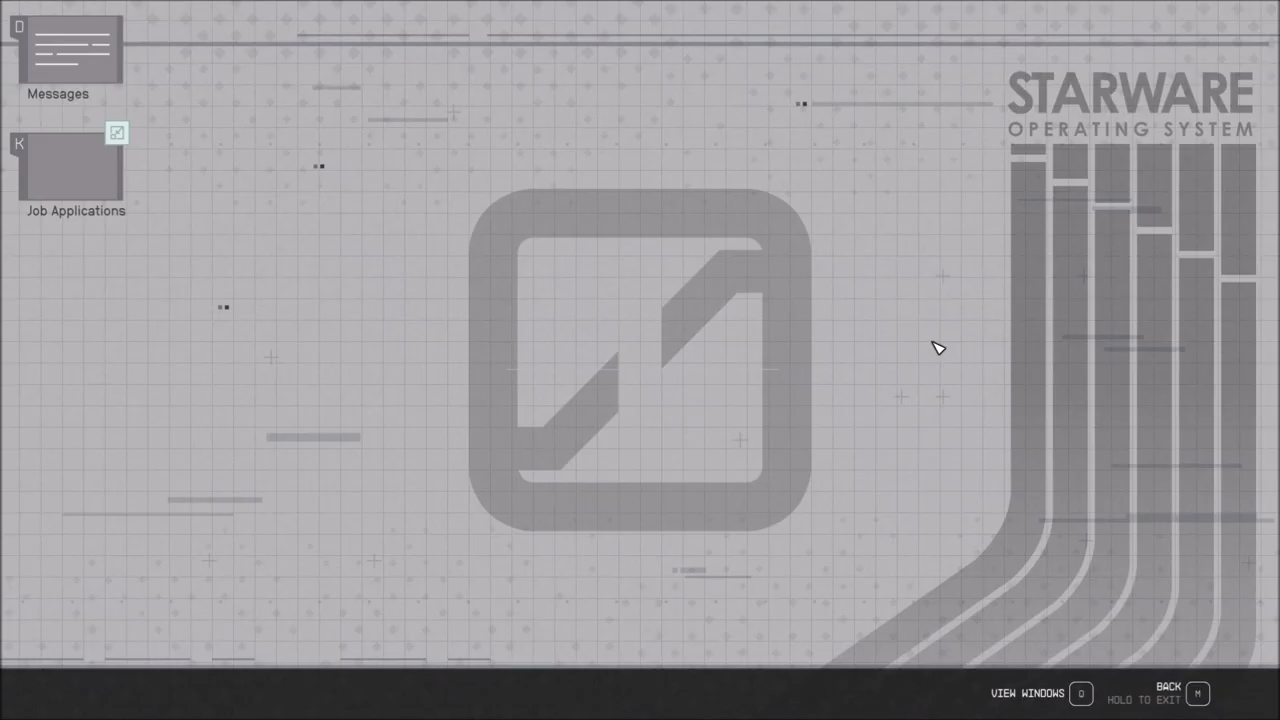 D
Messages
K
Job Applications
STARWARE
OPERATING SYSTEM
VIEW WINDOWS Q
BACK
HOLD TO EXIT M